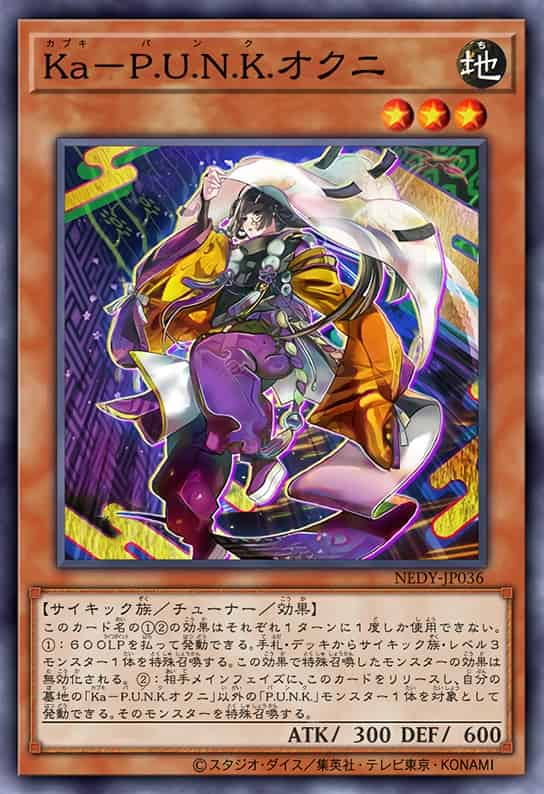 カブキ パンク
Ka－P.U.N.K.オクニ
ち
地
NEDY-JP036
【サイキック族／チューナー／効果】
このカード名の①②の効果はそれぞれ１ターンに１度しか使用できない。
①：６００LPを払って発動できる。手札・デッキからサイキック族・レベル３
モンスター１体を特殊召喚する。この効果で特殊召喚したモンスターの効果は
無効化される。②：相手メインフェイズに、このカードをリリースし、自分の
墓地の「Ka－P.U.N.K.オクニ」以外の「P.U.N.K.」モンスター１体を対象として
発動できる。そのモンスターを特殊召喚する。
ATK/ 300 DEF/ 600
©スタジオ・ダイス／集英社・テレビ東京・KONAMI